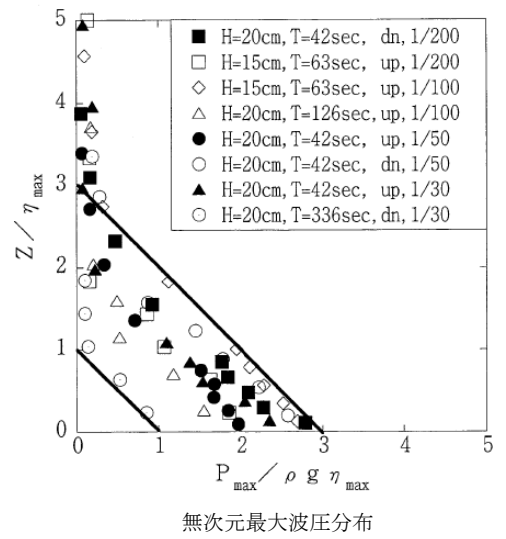 5
4
3
2
1
0
Z/ηmax
■ H=20cm, T=42sec, dn, 1/200
□ H=15cm, T=63sec, up, 1/200
◇ H=15cm, T=63sec, up, 1/100
△ H=20cm, T=126sec, up, 1/100
● H=20cm, T=42sec, up, 1/50
○ H=20cm, T=42sec, dn, 1/50
▲ H=20cm, T=42sec, up, 1/30
⊙ H=20cm, T=336sec, dn, 1/30
0 1 2 3 4 5
Pmax/ρgηmax
無次元最大波圧分布